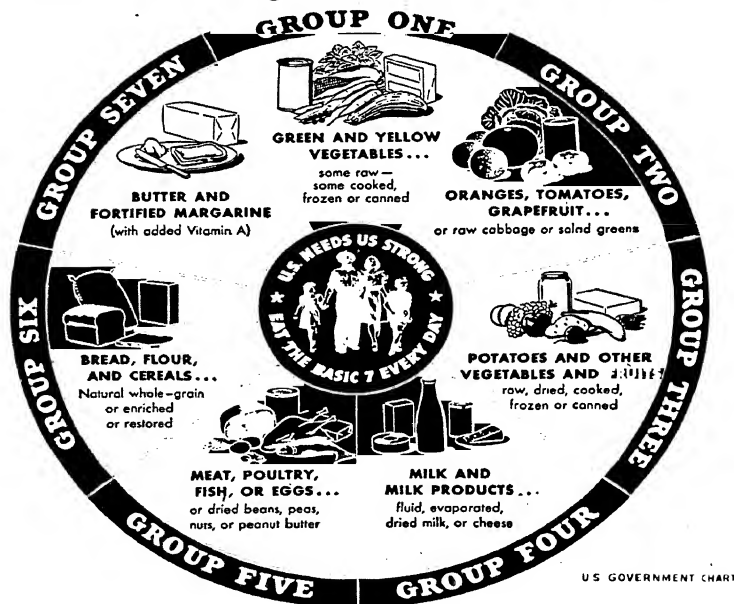 GROUP ONE
GREEN AND YELLOW
VEGETABLES...
some raw—
some cooked,
frozen or canned
GROUP TWO
ORANGES, TOMATOES,
GRAPEFRUIT...
or raw cabbage or salad greens
GROUP THREE
POTATOES AND OTHER
VEGETABLES AND FRUITS
raw, dried, cooked,
frozen or canned
GROUP FOUR
MILK AND
MILK PRODUCTS...
fluid, evaporated,
dried milk, or cheese
GROUP FIVE
MEAT, POULTRY,
FISH, OR EGGS...
or dried beans, peas,
nuts, or peanut butter
GROUP SIX
BREAD, FLOUR,
AND CEREALS...
Natural whole-grain
or enriched
or restored
GROUP SEVEN
BUTTER AND
FORTIFIED MARGARINE
(with added Vitamin A)
U.S. NEEDS US STRONG
EAT THE BASIC 7 EVERY DAY
U S GOVERNMENT CHART